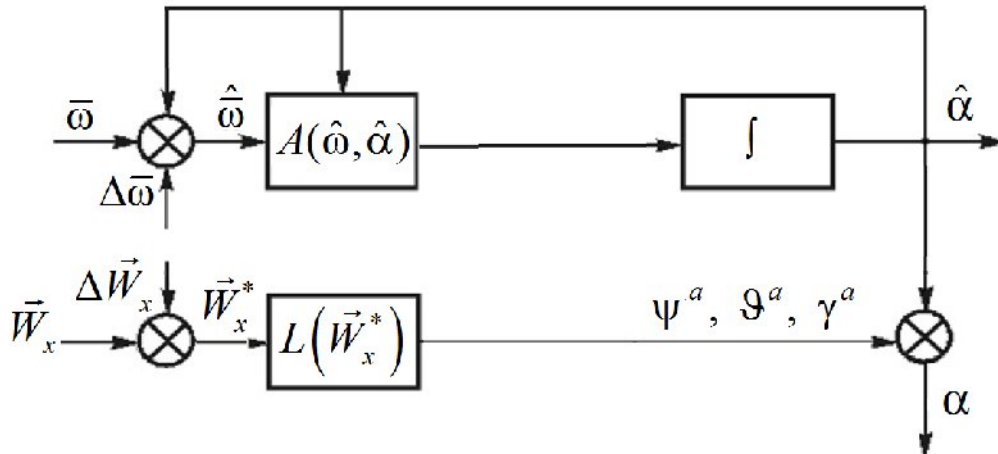 ω̅ ω̅̂ A(ω̂, α̂) ∫ α̂
Δω̅
ΔW⃗ₓ W⃗ₓ* ψᵃ, ϑᵃ, γᵃ
W⃗ₓ L(W⃗ₓ*)
α